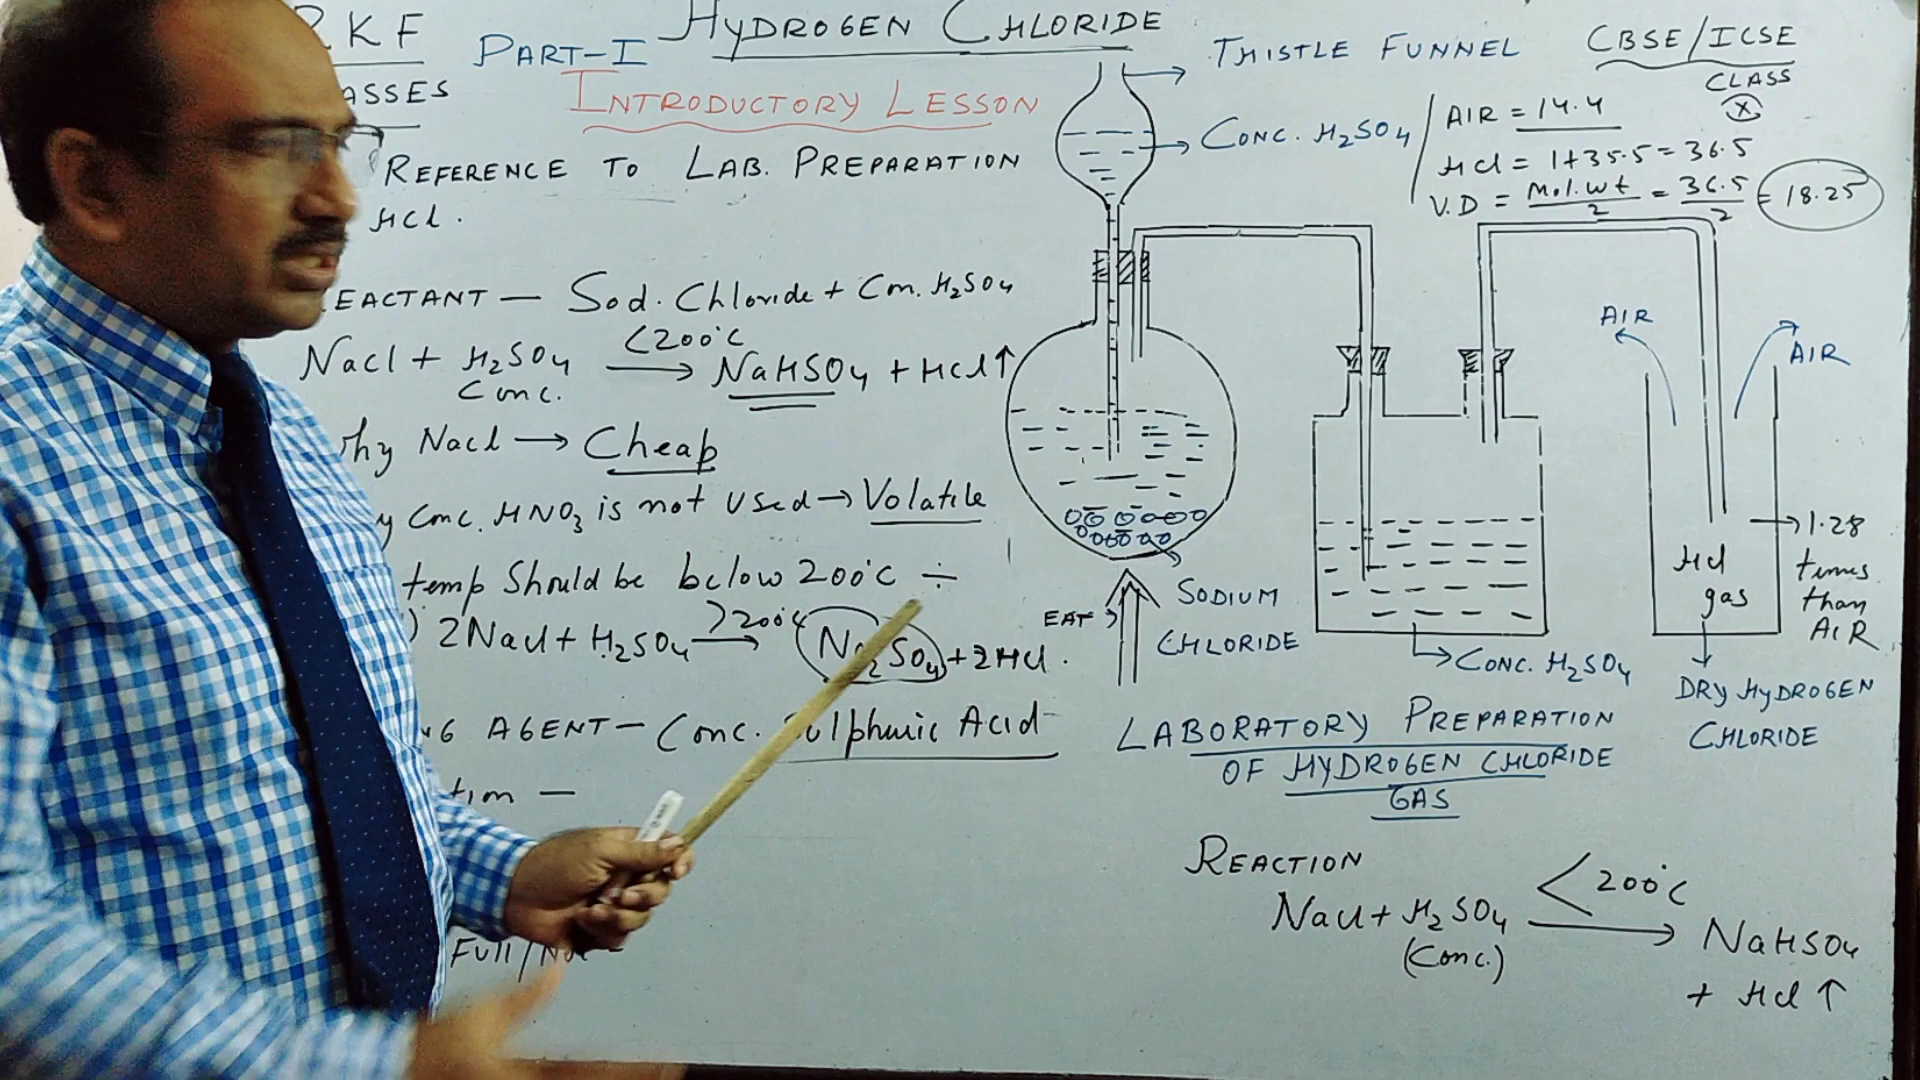 RKF
ASSES
PART-I
HYDROGEN CHLORIDE
INTRODUCTORY LESSON
REFERENCE TO LAB. PREPARATION
HCl.
EACTANT — Sod. Chloride + Con. H₂SO₄
NaCl + H₂SO₄ <200°C → NaHSO₄ + HCl↑
Conc.
hy NaCl → Cheap
y Conc. HNO₃ is not used → Volatile
temp Should be below 200°C ÷
) 2NaCl + H₂SO₄ >200°C → Na₂SO₄ + 2HCl.
NG AGENT — Conc. Sulphuric Acid
tion —
Full/
THISTLE FUNNEL
CONC. H₂SO₄
CBSE/ICSE
CLASS
X
AIR = 14.4
HCl = 1+35.5 = 36.5
V.D = Mol.wt/2 = 36.5/2 = 18.25
AIR
AIR
EAT
SODIUM
CHLORIDE
CONC. H₂SO₄
HCl
gas
1.28
times
than
AIR
DRY HYDROGEN
CHLORIDE
LABORATORY PREPARATION
OF HYDROGEN CHLORIDE
GAS
REACTION
NaCl + H₂SO₄ <200°C → NaHSO₄
(Conc.)
+ HCl ↑